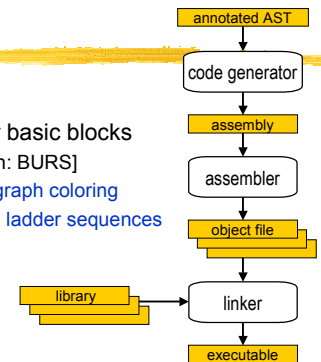 annotated AST
code generator
assembly
basic blocks
n: BURS]
assembler
graph coloring
ladder sequences
object file
library
linker
executable